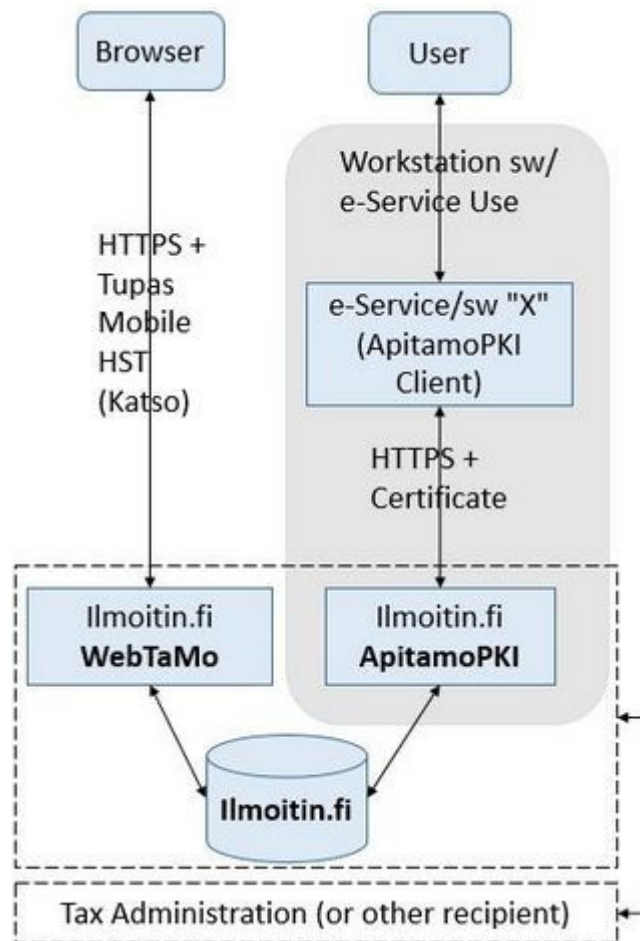 Browser
User
Workstation sw/
e-Service Use
HTTPS +
Tupas
Mobile
HST
(Katso)
e-Service/sw "X"
(ApitamoPKI
Client)
HTTPS +
Certificate
Ilmoitin.fi
WebTaMo
Ilmoitin.fi
ApitamoPKI
Ilmoitin.fi
Tax Administration (or other recipient)